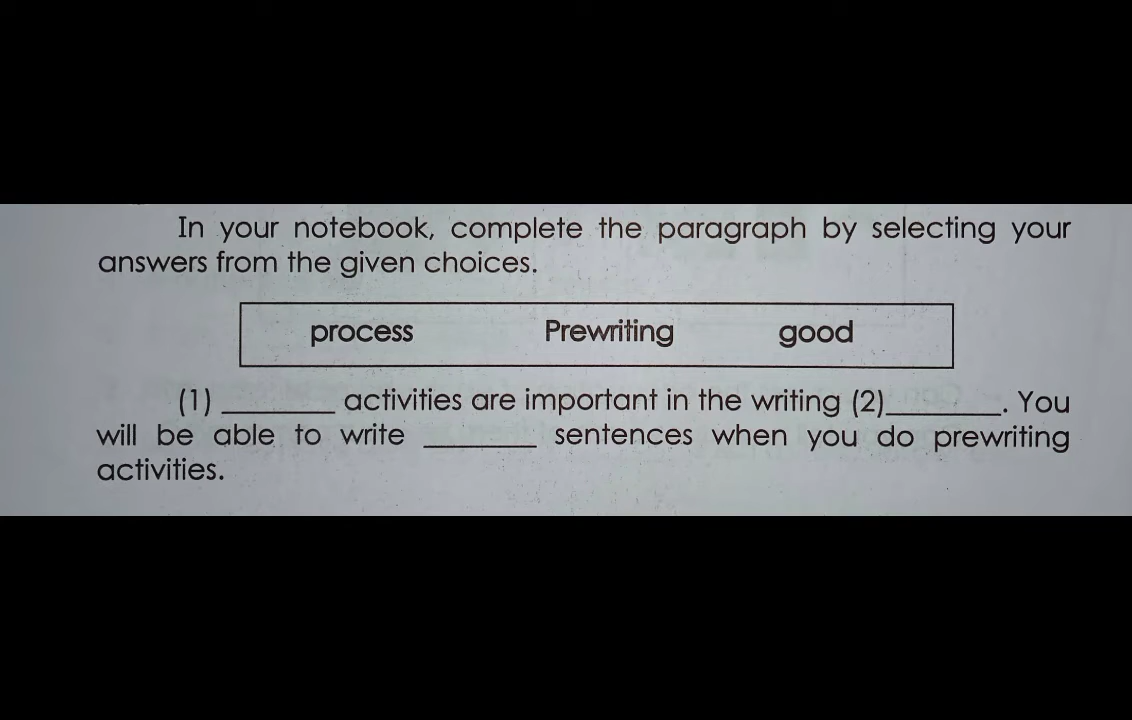 In your notebook, complete the paragraph by selecting your
answers from the given choices.
process Prewriting good
(1) ________ activities are important in the writing (2)________. You
will be able to write ________ sentences when you do prewriting
activities.